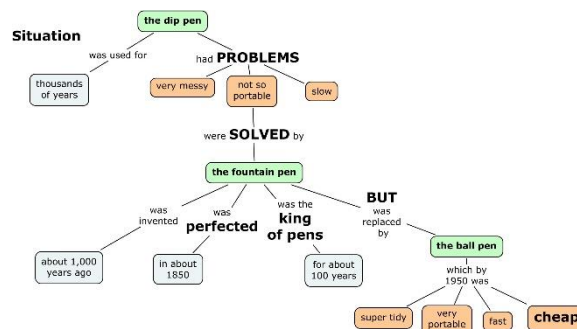 the dip pen
Situation
was used for
had PROBLEMS
thousands
of years
very messy
not so
portable
slow
were SOLVED by
the fountain pen
was
invented
was
perfected
was the
king
of pens
BUT
was
replaced
by
about 1,000
years ago
in about
1850
for about
100 years
the ball pen
which by
1950 was
super tidy
very
portable
fast
cheap